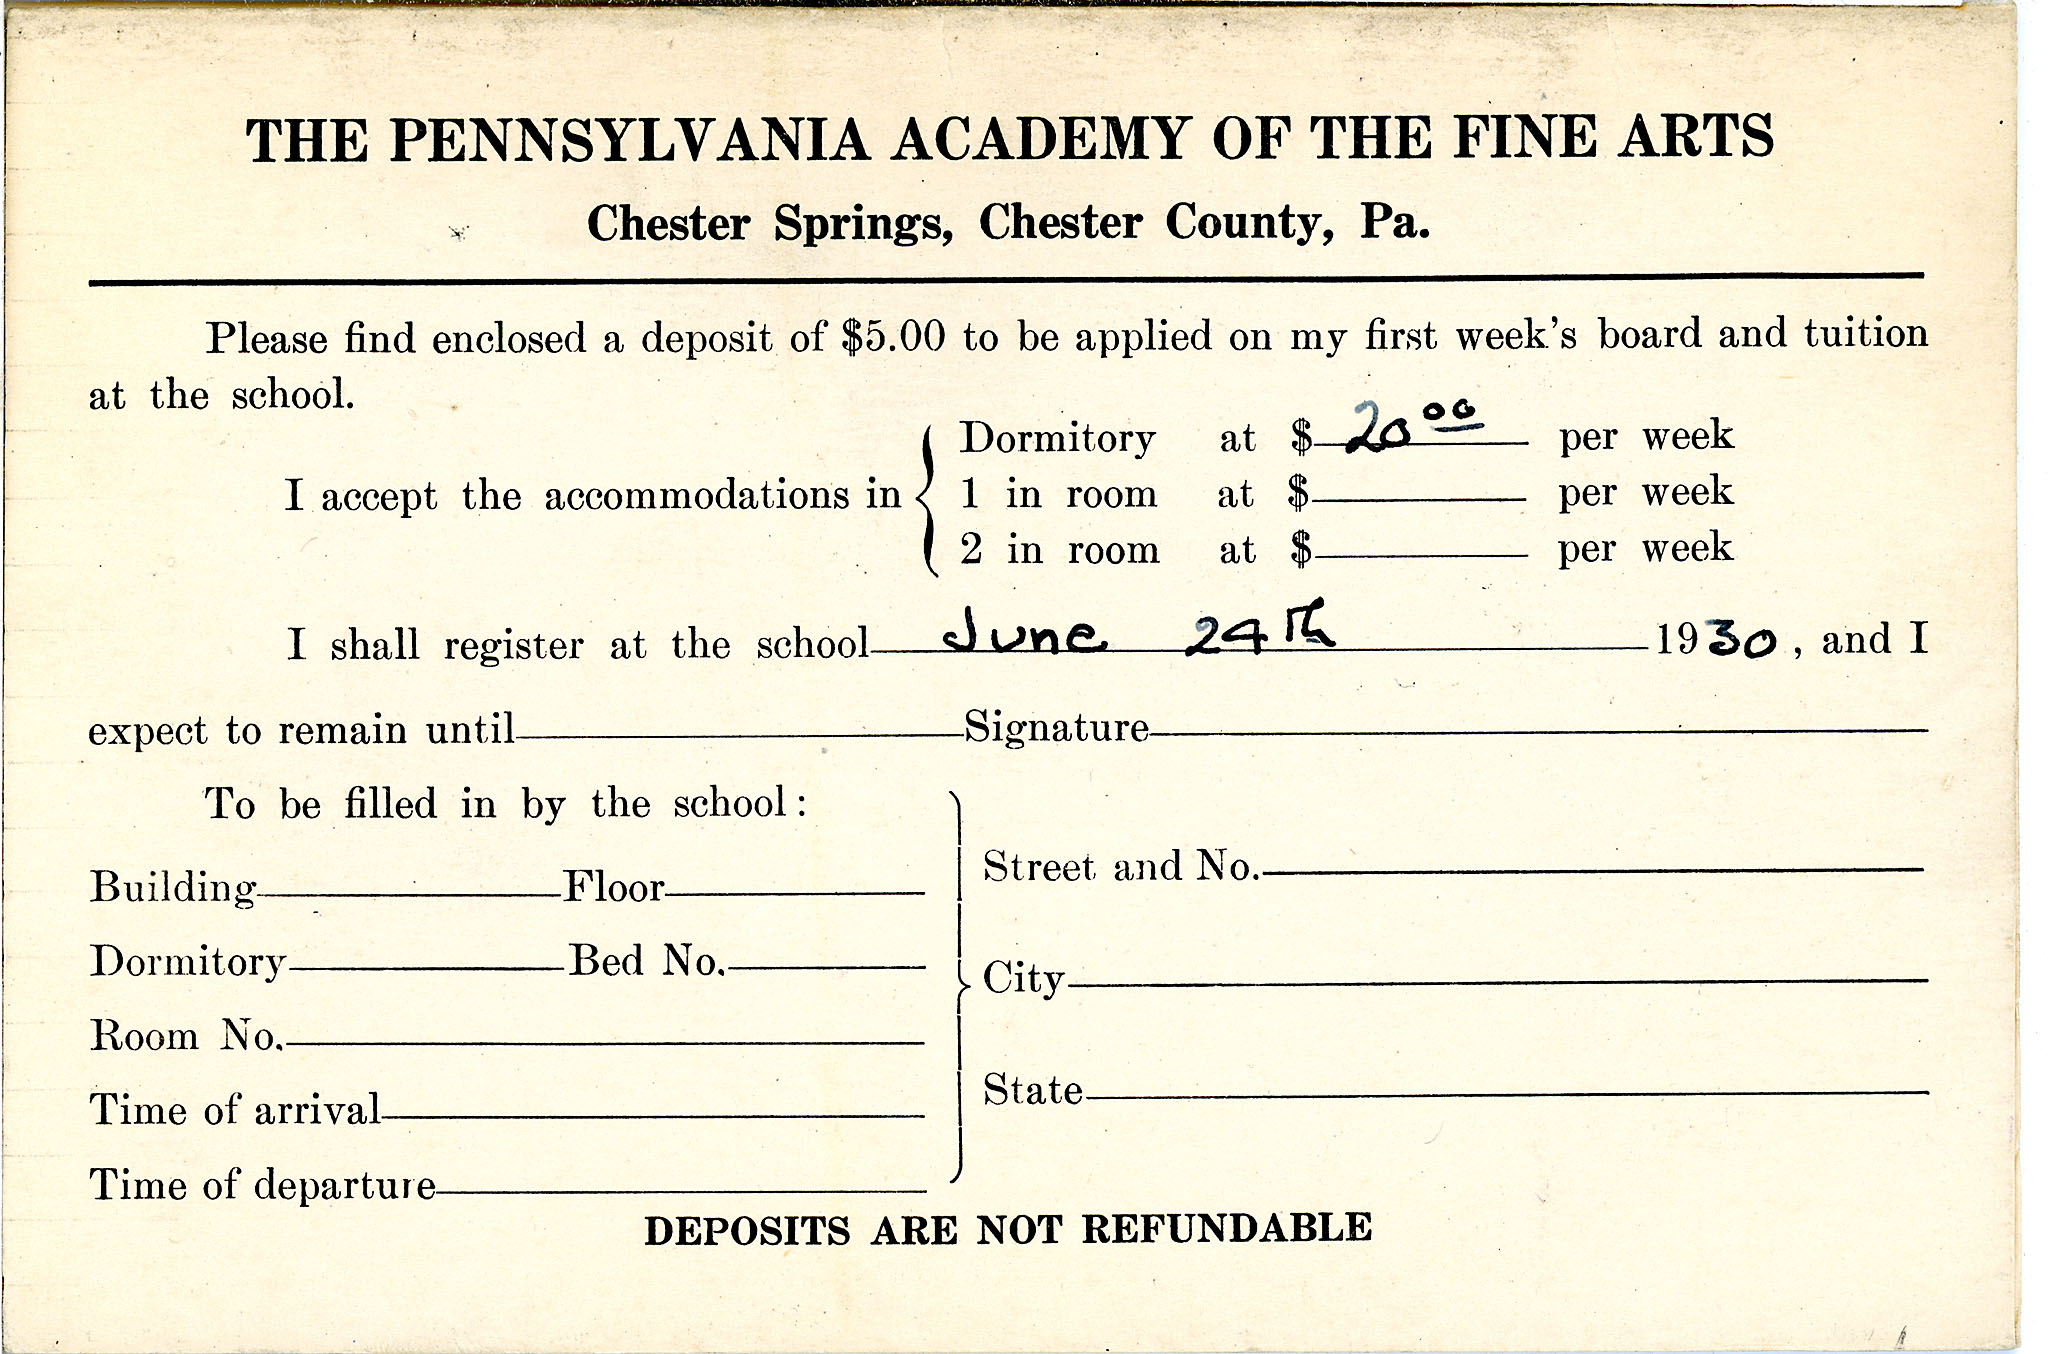 THE PENNSYLVANIA ACADEMY OF THE FINE ARTS
Chester Springs, Chester County, Pa.
Please find enclosed a deposit of $5.00 to be applied on my first week's board and tuition
at the school.
I accept the accommodations in
Dormitory at $ 20 00 per week
1 in room at $ per week
2 in room at $ per week
I shall register at the school June 24th 1930, and I
expect to remain until Signature
To be filled in by the school:
Building Floor
Dormitory Bed No.
Room No.
Time of arrival
Time of departure
Street and No.
City
State
DEPOSITS ARE NOT REFUNDABLE